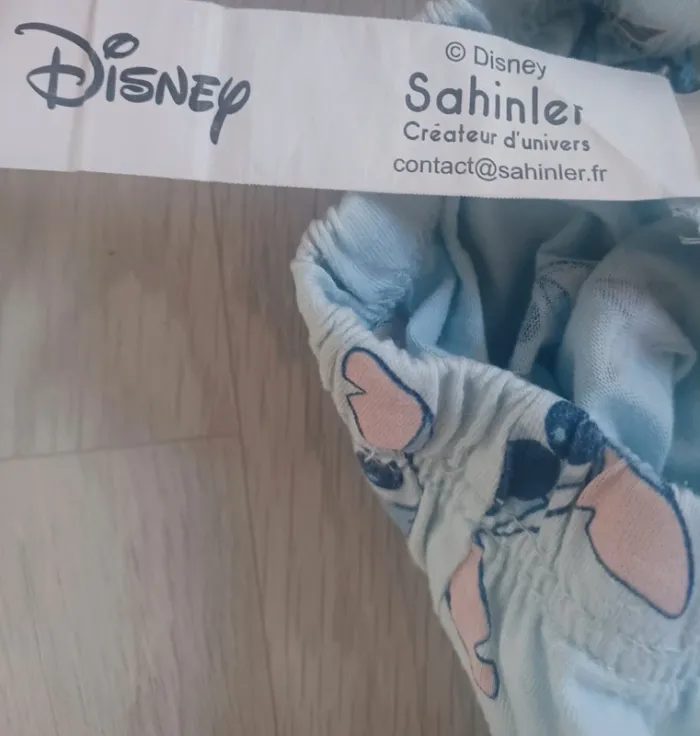 Disney
© Disney
Sahinler
Créateur d'univers
contact@sahinler.fr